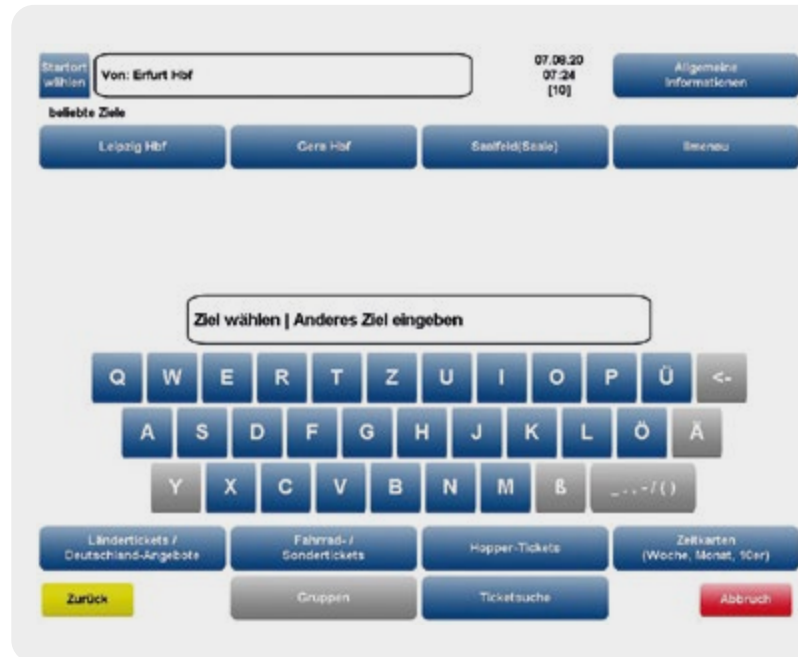 Startort
wählen
Von: Erfurt Hbf
07.08.20
07:24
[10]
Allgemeine
Informationen
beliebte Ziele
Leipzig Hbf
Gera Hbf
Saalfeld(Saale)
Ilmenau
Ziel wählen | Anderes Ziel eingeben
Q W E R T Z U I O P Ü <-
A S D F G H J K L Ö Ä
Y X C V B N M ß _.,-/()
Ländertickets /
Deutschland-Angebote
Fahrrad- /
Sondertickets
Hopper-Tickets
Zeitkarten
(Woche, Monat, 10er)
Zurück
Gruppen
Ticketsuche
Abbruch